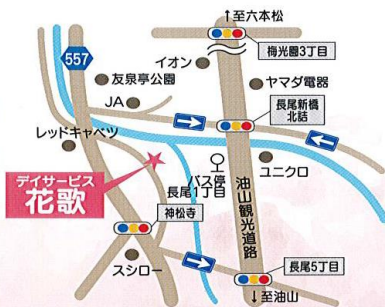 ↑至六本松
梅光園3丁目
イオン
557
友泉亭公園
ヤマダ電器
JA
長尾新橋
北詰
レッドキャベツ
デイサービス
花歌
バス停
長尾1丁目
ユニクロ
油山観光道路
神松寺
スシロー
長尾5丁目
↓至油山